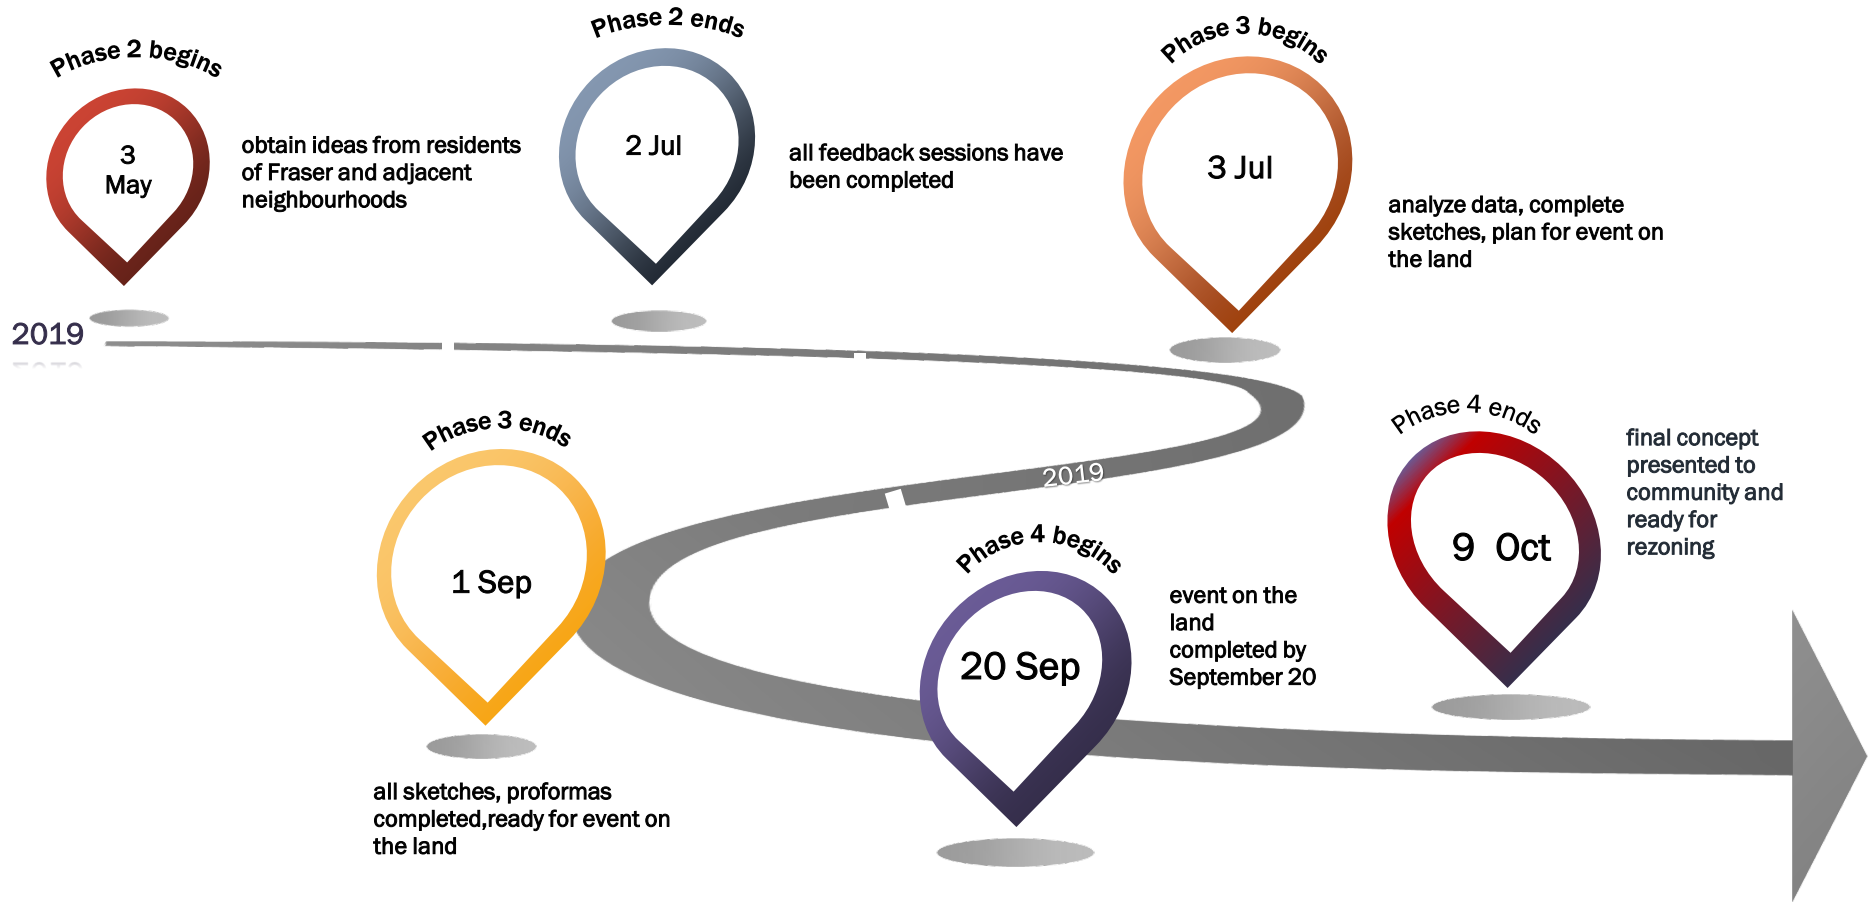 Phase 2 begins
3
May
obtain ideas from residents
of Fraser and adjacent
neighbourhoods
Phase 2 ends
2 Jul
all feedback sessions have
been completed
Phase 3 begins
3 Jul
analyze data, complete
sketches, plan for event on
the land
2019
2019
Phase 3 ends
1 Sep
all sketches, proformas
completed,ready for event on
the land
Phase 4 begins
20 Sep
event on the
land
completed by
September 20
Phase 4 ends
9 Oct
final concept
presented to
community and
ready for
rezoning